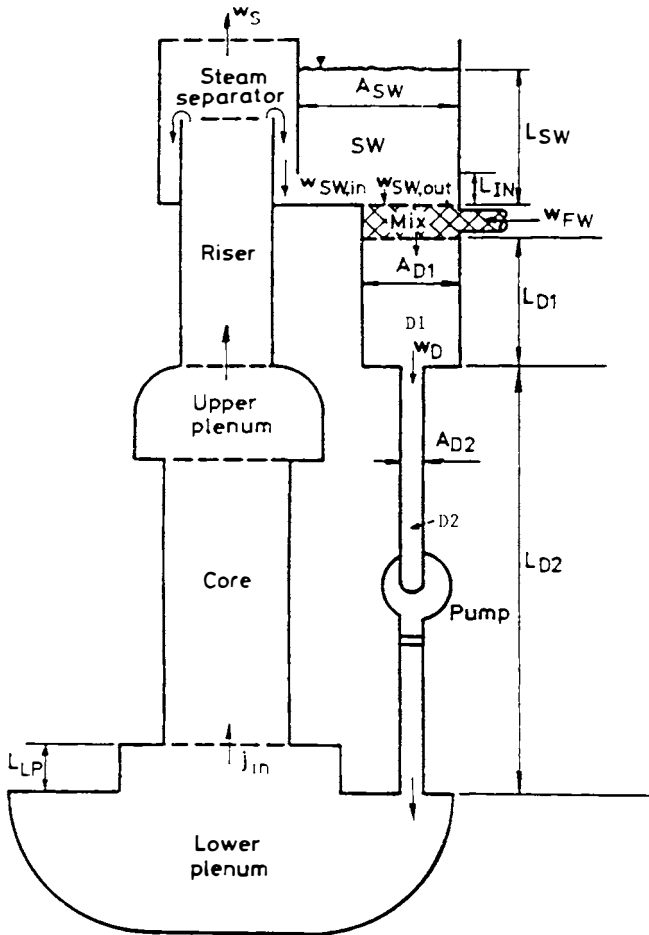 w_S
Steam
separator
A_SW
SW
L_SW
w_SW,in
w_SW,out
L_IN
Mix
w_FW
Riser
A_D1
L_D1
D1
w_D
Upper
plenum
A_D2
D2
L_D2
Core
Pump
L_LP
j_in
Lower
plenum